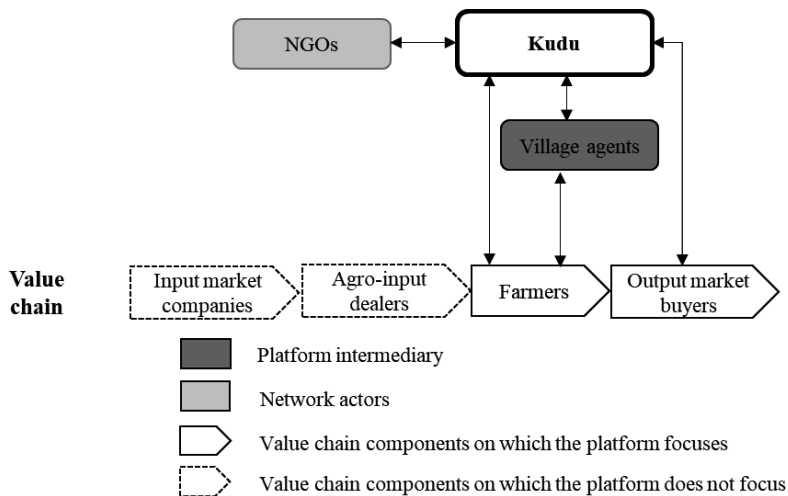 NGOs
Kudu
Village agents
Value
chain
Input market
companies
Agro-input
dealers
Farmers
Output market
buyers
Platform intermediary
Network actors
Value chain components on which the platform focuses
Value chain components on which the platform does not focus